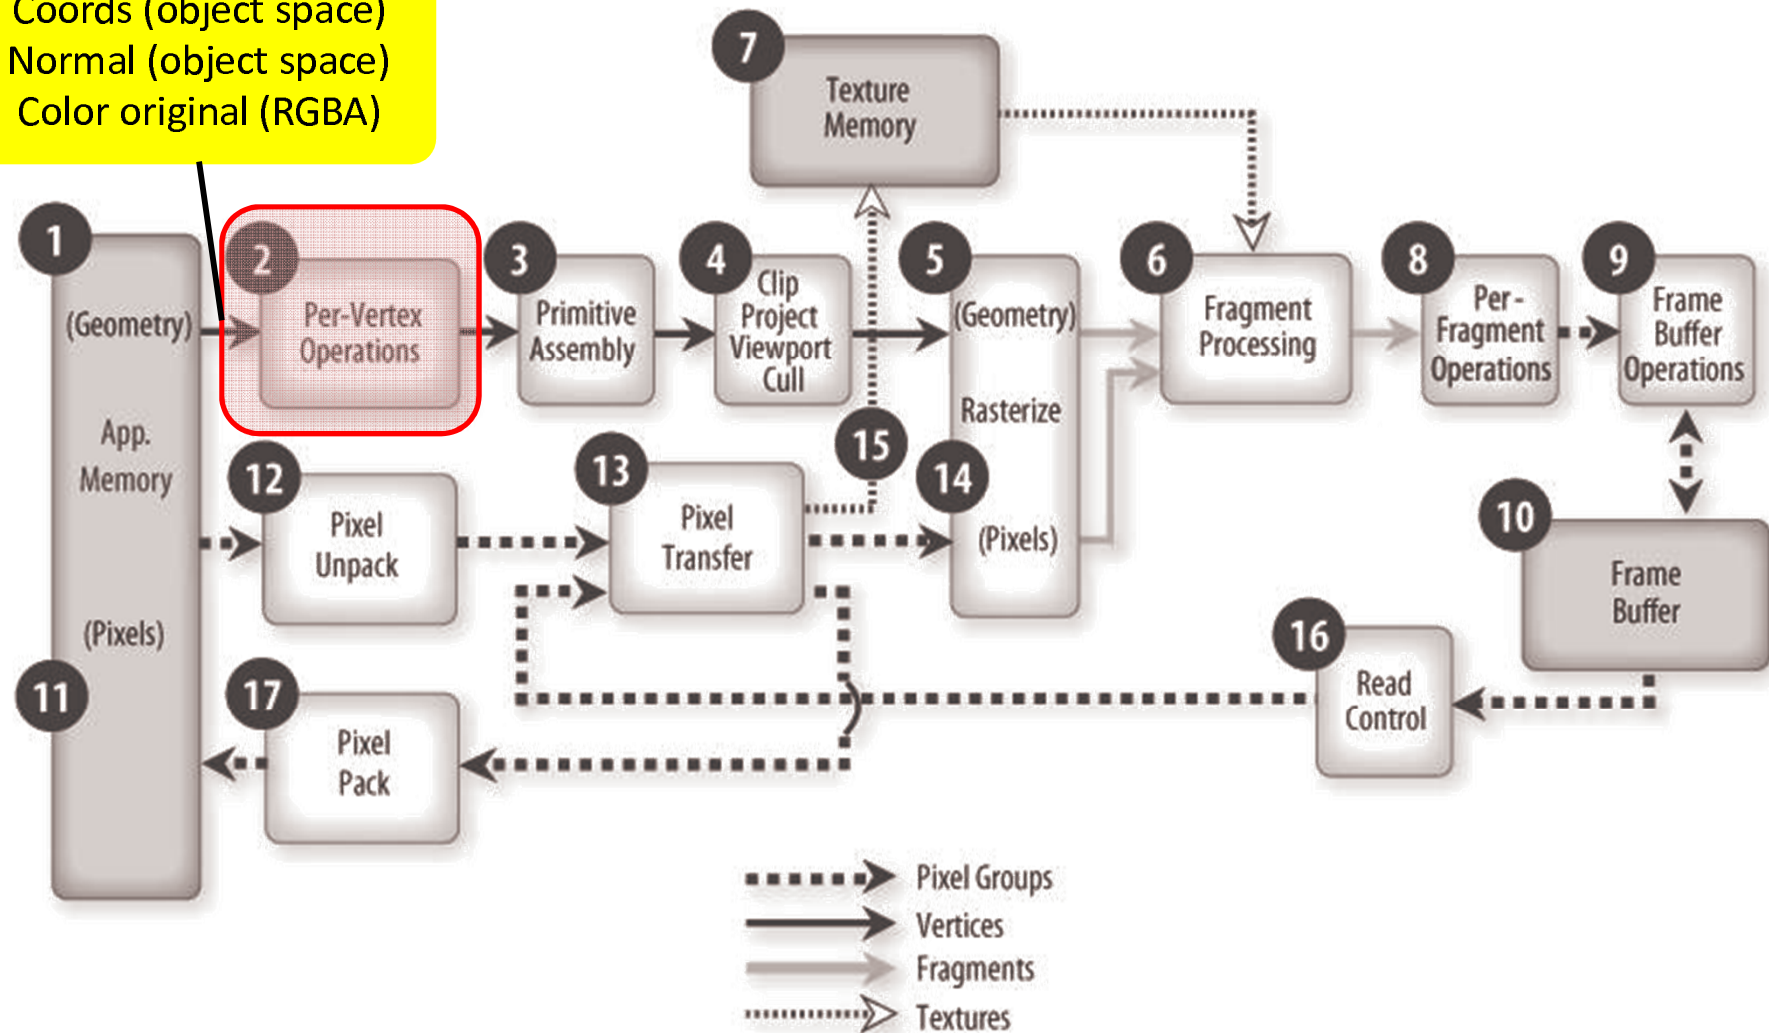 Coords (object space)
Normal (object space)
Color original (RGBA)
7
Texture
Memory
1
(Geometry)
App.
Memory
(Pixels)
11
2
Per-Vertex
Operations
3
Primitive
Assembly
4
Clip
Project
Viewport
Cull
5
(Geometry)
Rasterize
14
(Pixels)
6
Fragment
Processing
8
Per-
Fragment
Operations
9
Frame
Buffer
Operations
15
12
Pixel
Unpack
13
Pixel
Transfer
10
Frame
Buffer
16
Read
Control
17
Pixel
Pack
Pixel Groups
Vertices
Fragments
Textures